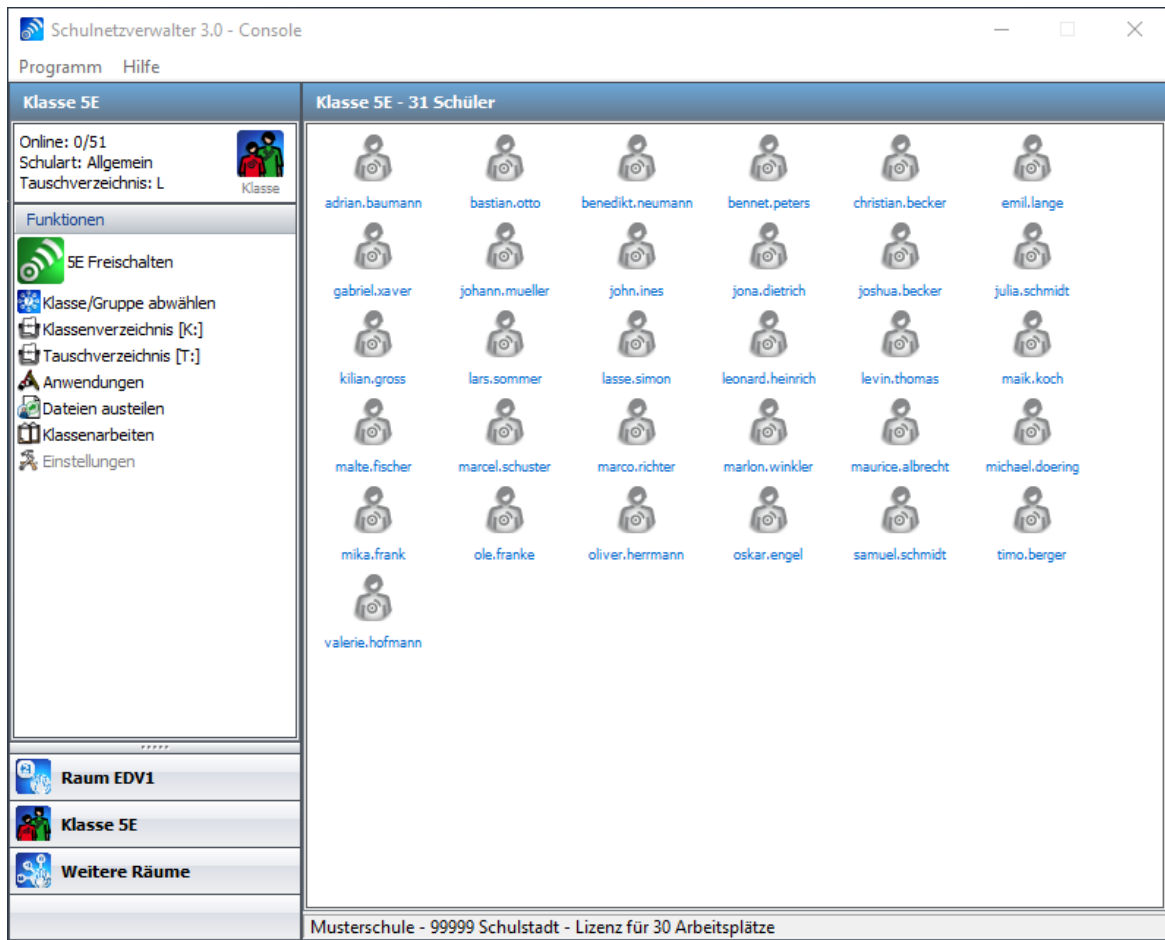 Schulnetzverwalter 3.0 - Console
Programm Hilfe
Klasse 5E
Online: 0/51
Schulart: Allgemein
Tauschverzeichnis: L
Klasse
Funktionen
5E Freischalten
Klasse/Gruppe abwählen
Klassenverzeichnis [K:]
Tauschverzeichnis [T:]
Anwendungen
Dateien austeilen
Klassenarbeiten
Einstellungen
Raum EDV1
Klasse 5E
Weitere Räume
Klasse 5E - 31 Schüler
adrian.baumann bastian.otto benedikt.neumann bennet.peters christian.becker emil.lange
gabriel.xaver johann.mueller john.ines jona.dietrich joshua.becker julia.schmidt
kilian.gross lars.sommer lasse.simon leonard.heinrich levin.thomas maik.koch
malte.fischer marcel.schuster marco.richter marlon.winkler maurice.albrecht michael.doering
mika.frank ole.franke oliver.herrmann oskar.engel samuel.schmidt timo.berger
valerie.hofmann
Musterschule - 99999 Schulstadt - Lizenz für 30 Arbeitsplätze